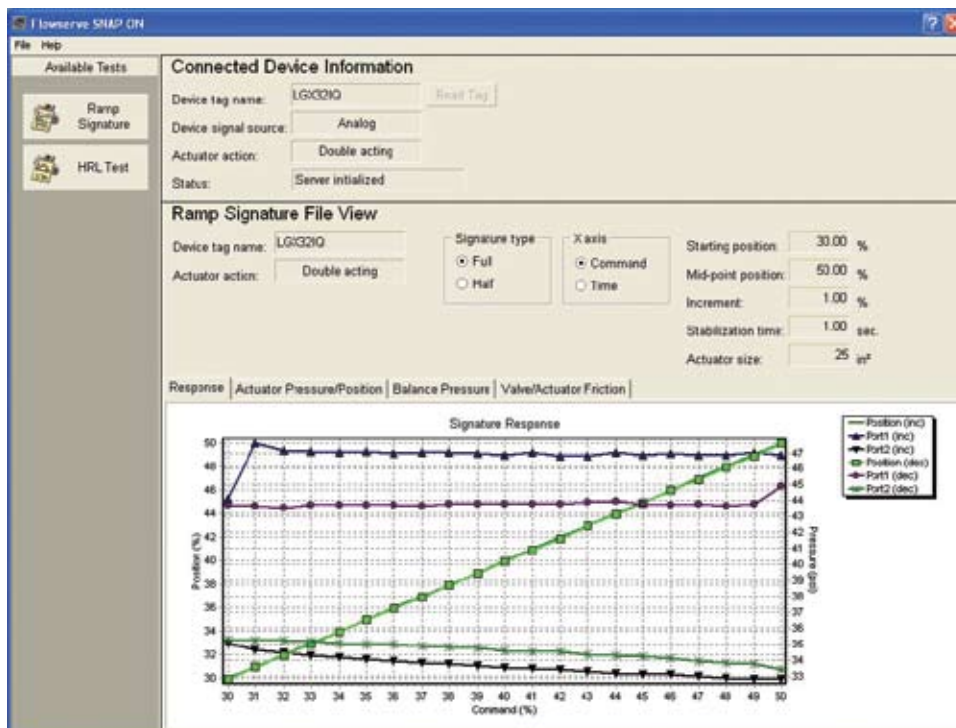 Flowserve SNAP ON
File Help
Available Tests
Ramp Signature
HRL Test
Connected Device Information
Device tag name: LGX32IQ Read Tag
Device signal source: Analog
Actuator action: Double acting
Status: Server intialized
Ramp Signature File View
Device tag name: LGX32IQ
Actuator action: Double acting
Signature type
Full
Half
X axis
Command
Time
Starting position: 30.00 %
Mid-point position: 50.00 %
Increment: 1.00 %
Stabilization time: 1.00 sec.
Actuator size: 25 in²
Response Actuator Pressure/Position Balance Pressure Valve/Actuator Friction
Signature Response
Position (inc)
Port1 (inc)
Port2 (inc)
Position (dec)
Port1 (dec)
Port2 (dec)
Position (%)
50
48
46
44
42
40
38
36
34
32
30
47
46
45
44
43
42
41
40
39
38
37
36
35
34
33
Pressure (psi)
30 31 32 33 34 35 36 37 38 39 40 41 42 43 44 45 46 47 48 49 50
Command (%)